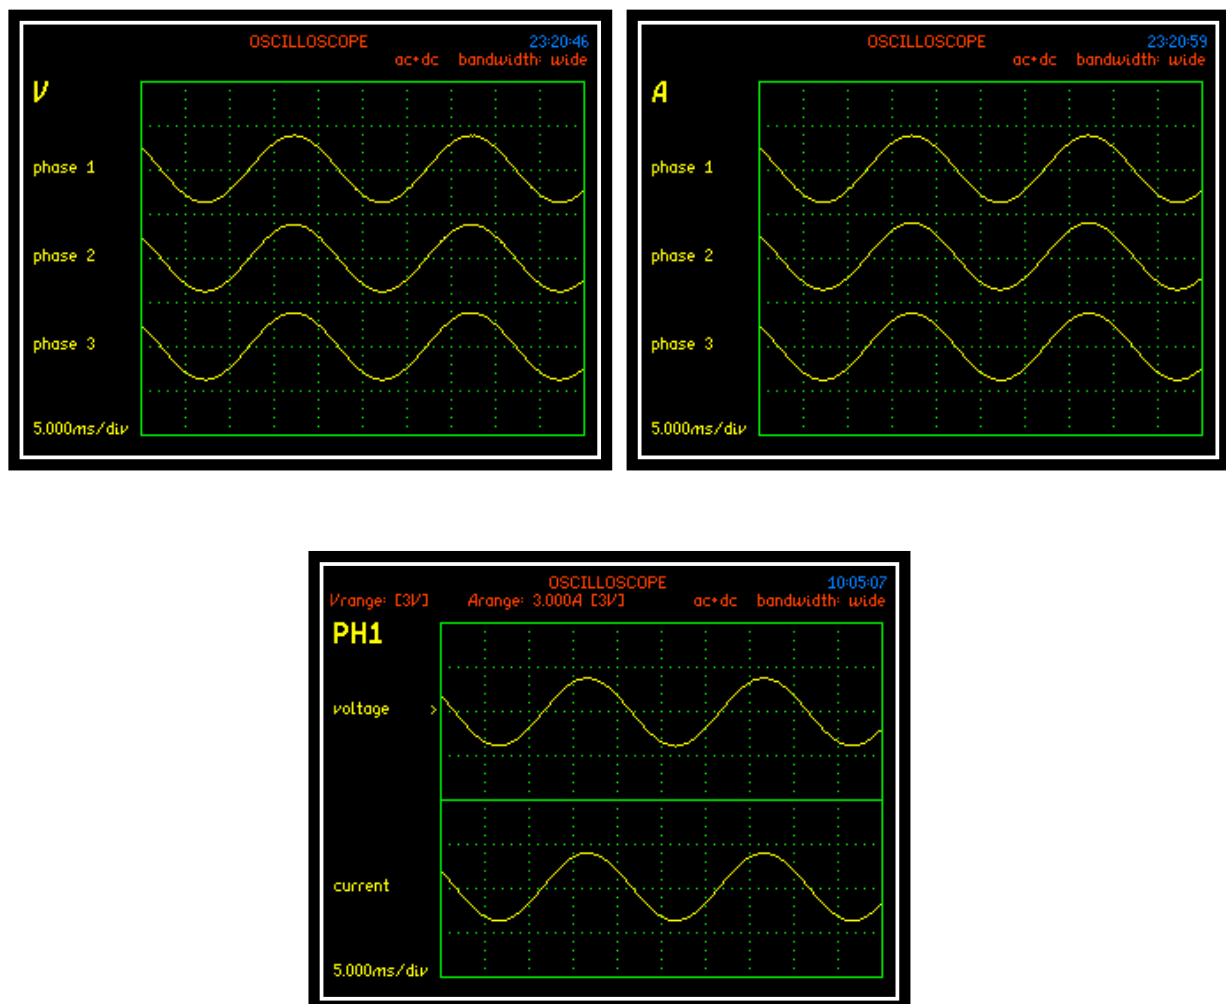 OSCILLOSCOPE 23:20:46
ac+dc bandwidth: wide
V
phase 1
phase 2
phase 3
5.000ms/div
OSCILLOSCOPE 23:20:59
ac+dc bandwidth: wide
A
phase 1
phase 2
phase 3
5.000ms/div
OSCILLOSCOPE 10:05:07
Vrange: [3V] Arange: 3.000A [3V] ac+dc bandwidth: wide
PH1
voltage >
current
5.000ms/div